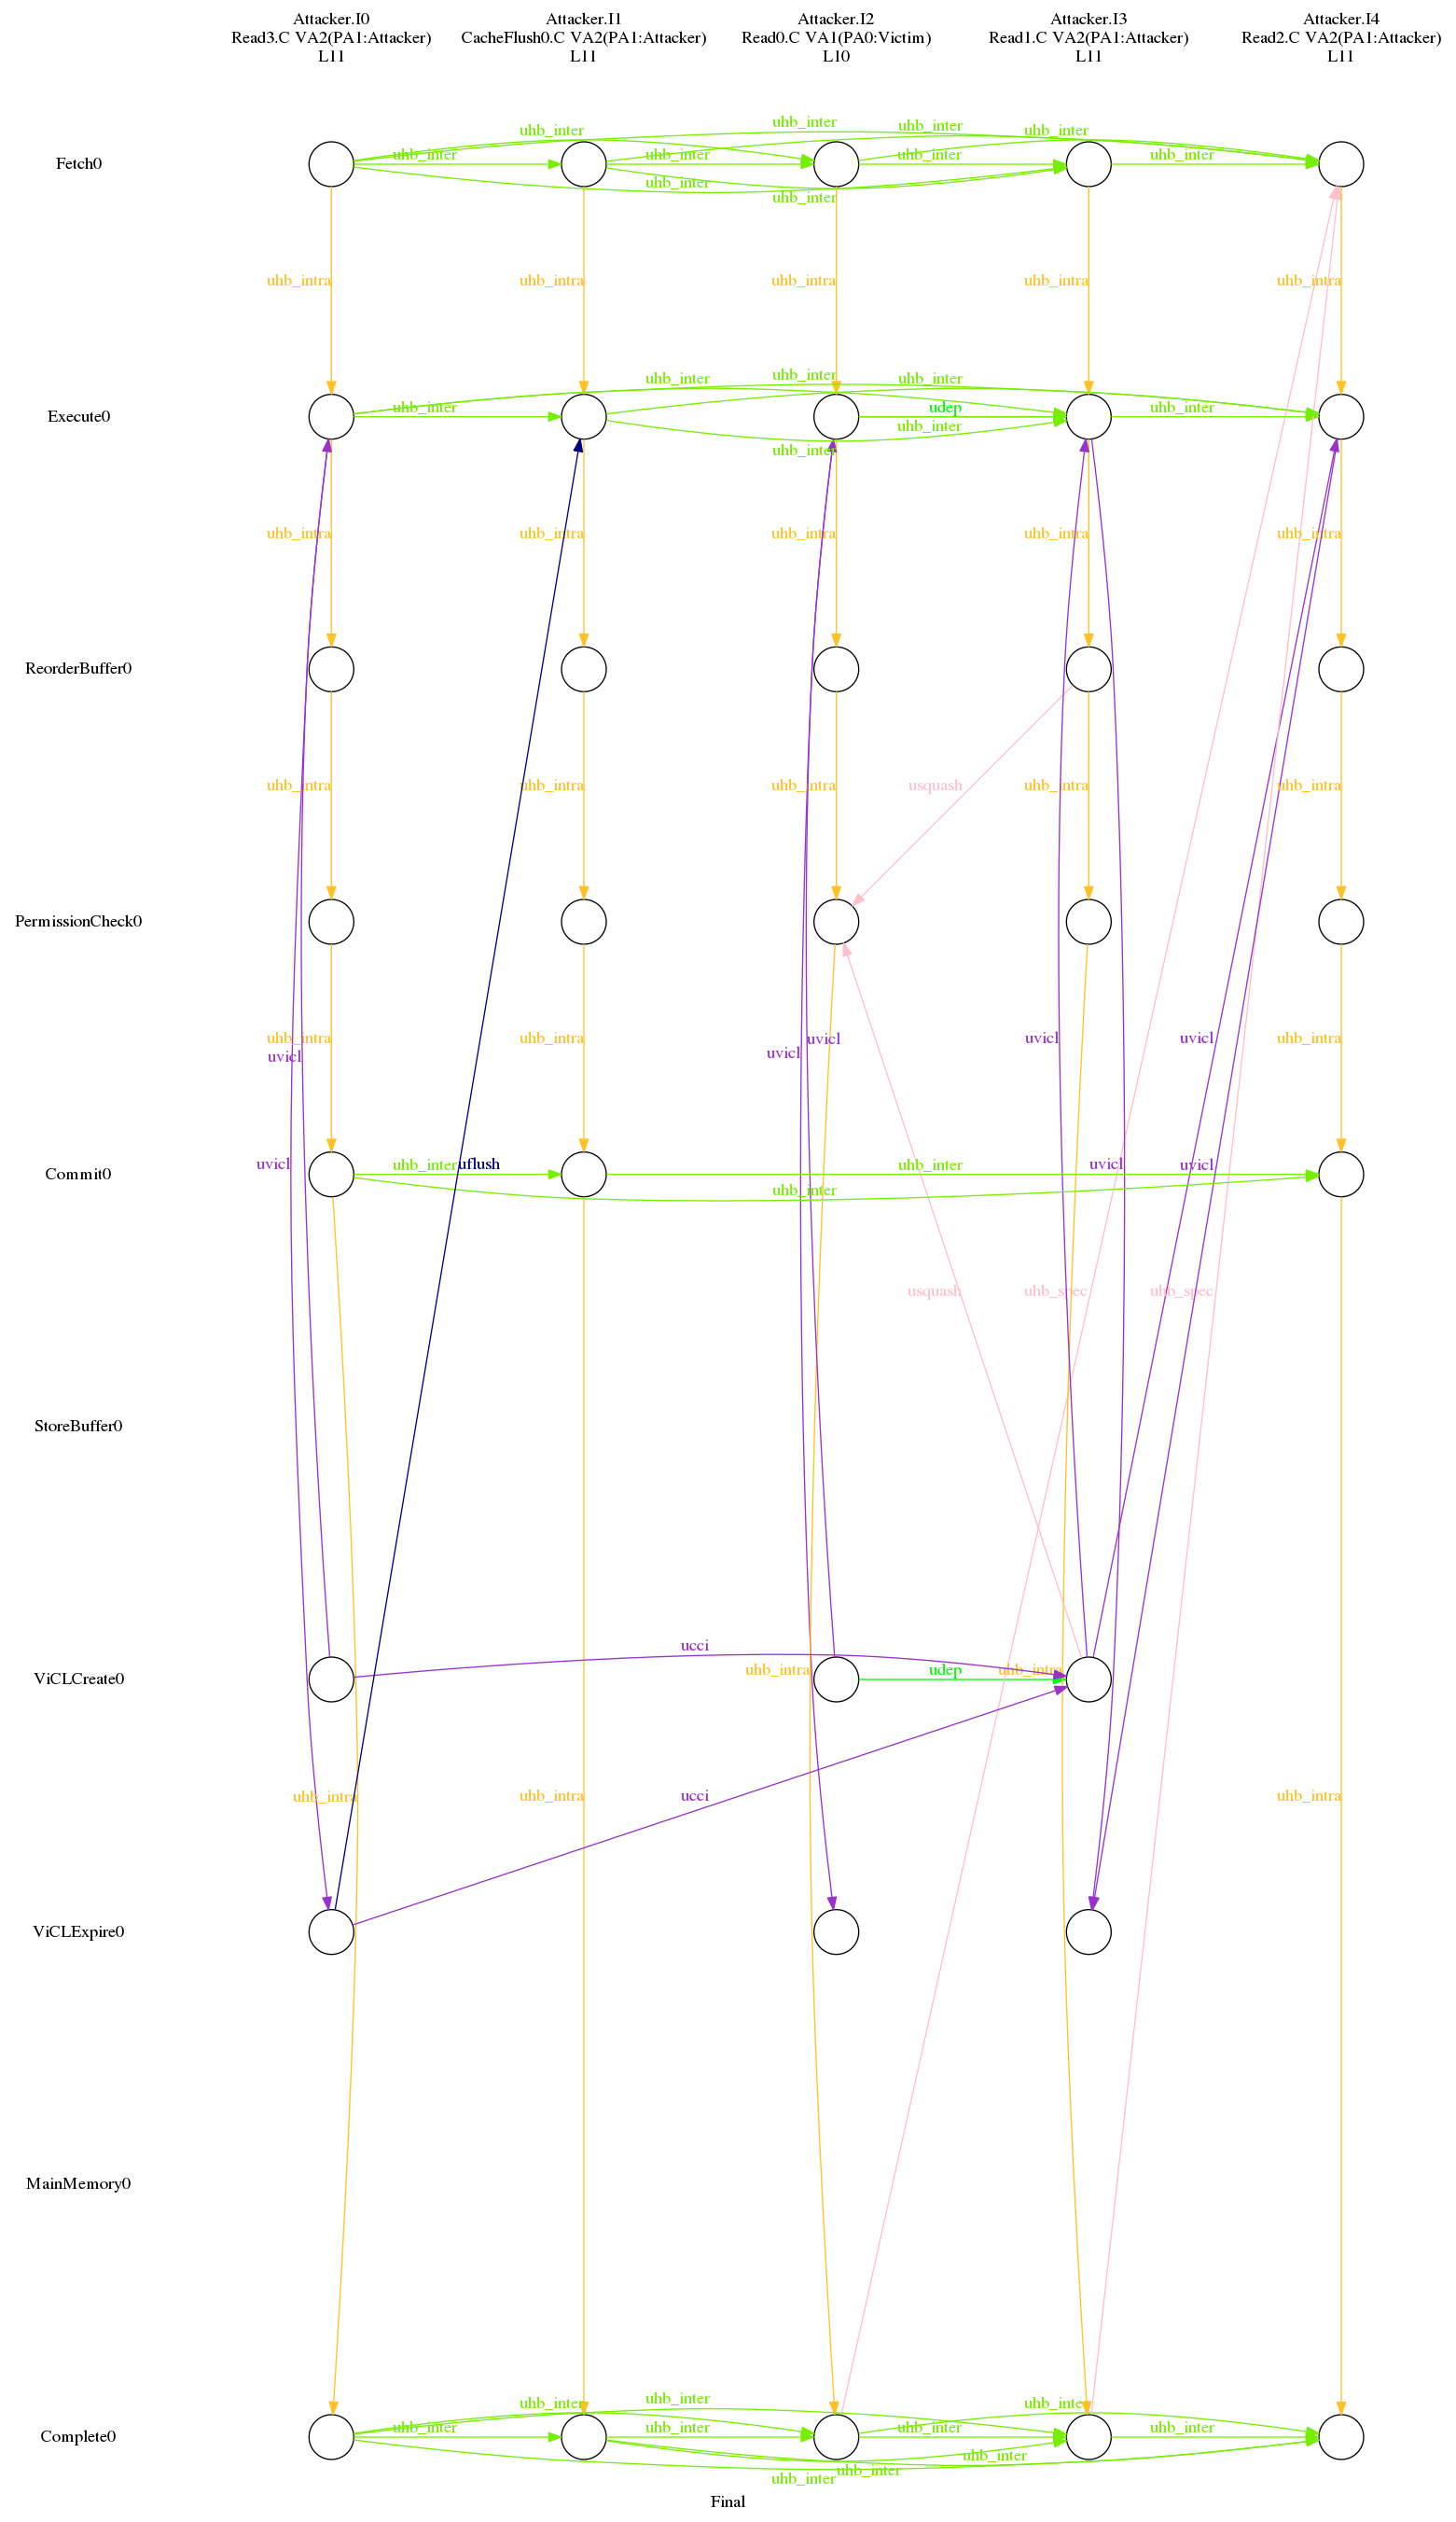 Attacker.I0
Read3.C VA2(PA1:Attacker)
L11
Attacker.I1
CacheFlush0.C VA2(PA1:Attacker)
L11
Attacker.I2
Read0.C VA1(PA0:Victim)
L10
Attacker.I3
Read1.C VA2(PA1:Attacker)
L11
Attacker.I4
Read2.C VA2(PA1:Attacker)
L11
uhb_inter
uhb_inter
uhb_inter
uhb_inter
Fetch0
uhb_inter
uhb_inter
uhb_inter
uhb_inter
uhb_inter
uhb_inter
uhb_intra
uhb_intra
uhb_intra
uhb_intra
uhb_intra
uhb_inter
uhb_inter
uhb_inter
Execute0
uhb_inter
udep
uhb_inter
uhb_inter
uhb_inter
uhb_intra
uhb_intra
uhb_intra
uhb_intra
uhb_intra
ReorderBuffer0
uhb_intra
uhb_intra
uhb_intra
usquash
uhb_intra
uhb_intra
PermissionCheck0
uhb_intra
uhb_intra
uvicl
uvicl
uvicl
uhb_intra
uvicl
uvicl
uvicl
uflush
uhb_inter
uhb_inter
uvicl
uvicl
Commit0
uhb_inter
usquash
uhb_spec
uhb_spec
StoreBuffer0
ucci
ViCLCreate0
uhb_intra
udep
uhb_intra
uhb_intra
uhb_intra
ucci
uhb_intra
ViCLExpire0
MainMemory0
uhb_inter
uhb_inter
uhb_inter
Complete0
uhb_inter
uhb_inter
uhb_inter
uhb_inter
uhb_inter
uhb_inter
uhb_inter
Final